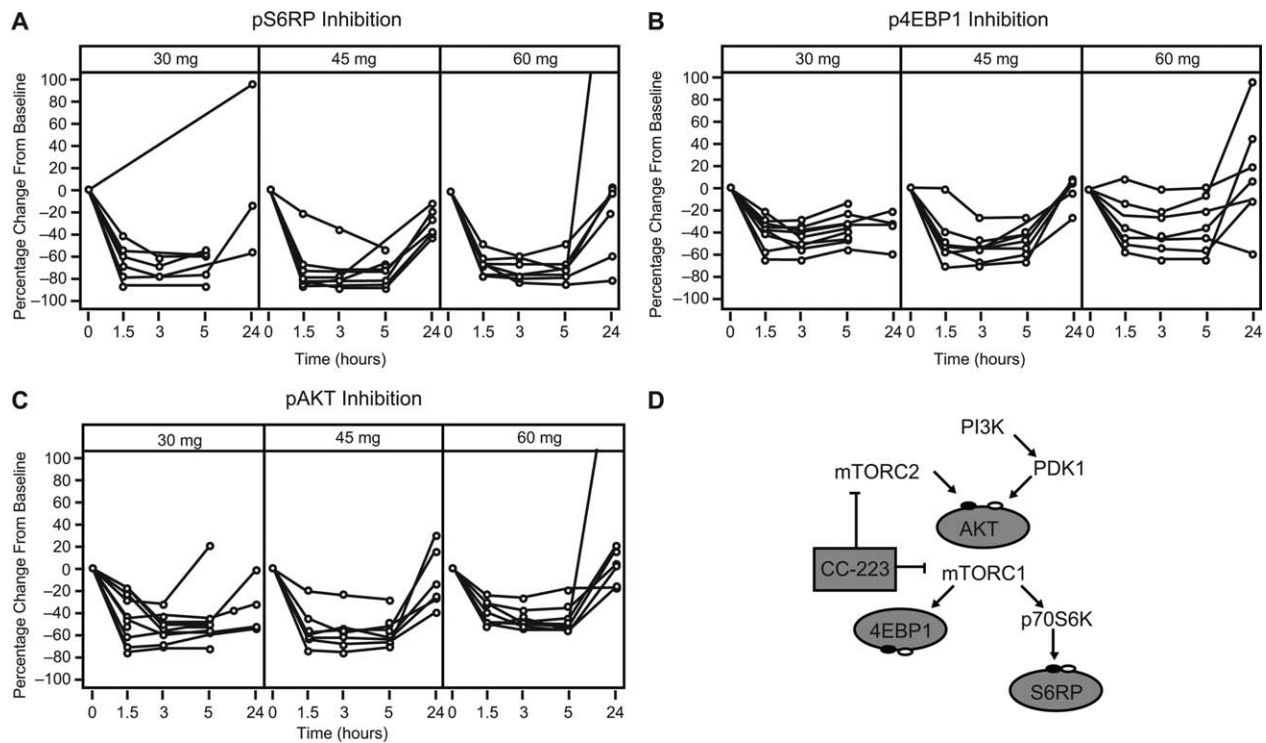 A
pS6RP Inhibition
30 mg 45 mg 60 mg
Percentage Change From Baseline
100
80
60
40
20
0
−20
−40
−60
−80
−100
0 1.5 3 5 24 0 1.5 3 5 24 0 1.5 3 5 24
Time (hours)
B
p4EBP1 Inhibition
30 mg 45 mg 60 mg
Percentage Change From Baseline
100
80
60
40
20
0
−20
−40
−60
−80
−100
0 1.5 3 5 24 0 1.5 3 5 24 0 1.5 3 5 24
Time (hours)
C
pAKT Inhibition
30 mg 45 mg 60 mg
Percentage Change From Baseline
100
80
60
40
20
0
−20
−40
−60
−80
−100
0 1.5 3 5 24 0 1.5 3 5 24 0 1.5 3 5 24
Time (hours)
D
PI3K
mTORC2 PDK1
AKT
CC-223 mTORC1
4EBP1 p70S6K
S6RP